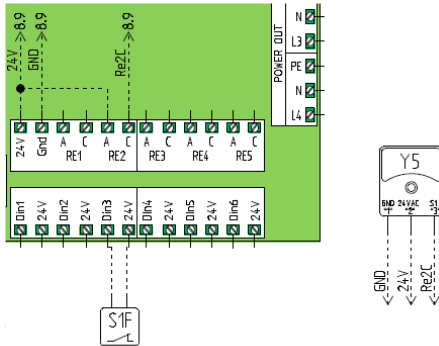 24V >>8.9
GND >>8.9
Re2C >>8.9
POWER OUT
N
L3
PE
N
L4
24V Gnd A C A C A C A C A C
RE1 RE2 RE3 RE4 RE5
Din1 24V Din2 24V Din3 24V DIn4 24V DIn5 24V Din6 24V
S1F
Y5
GND 24VAC S1
1 2 3
GND
24V
Re2C